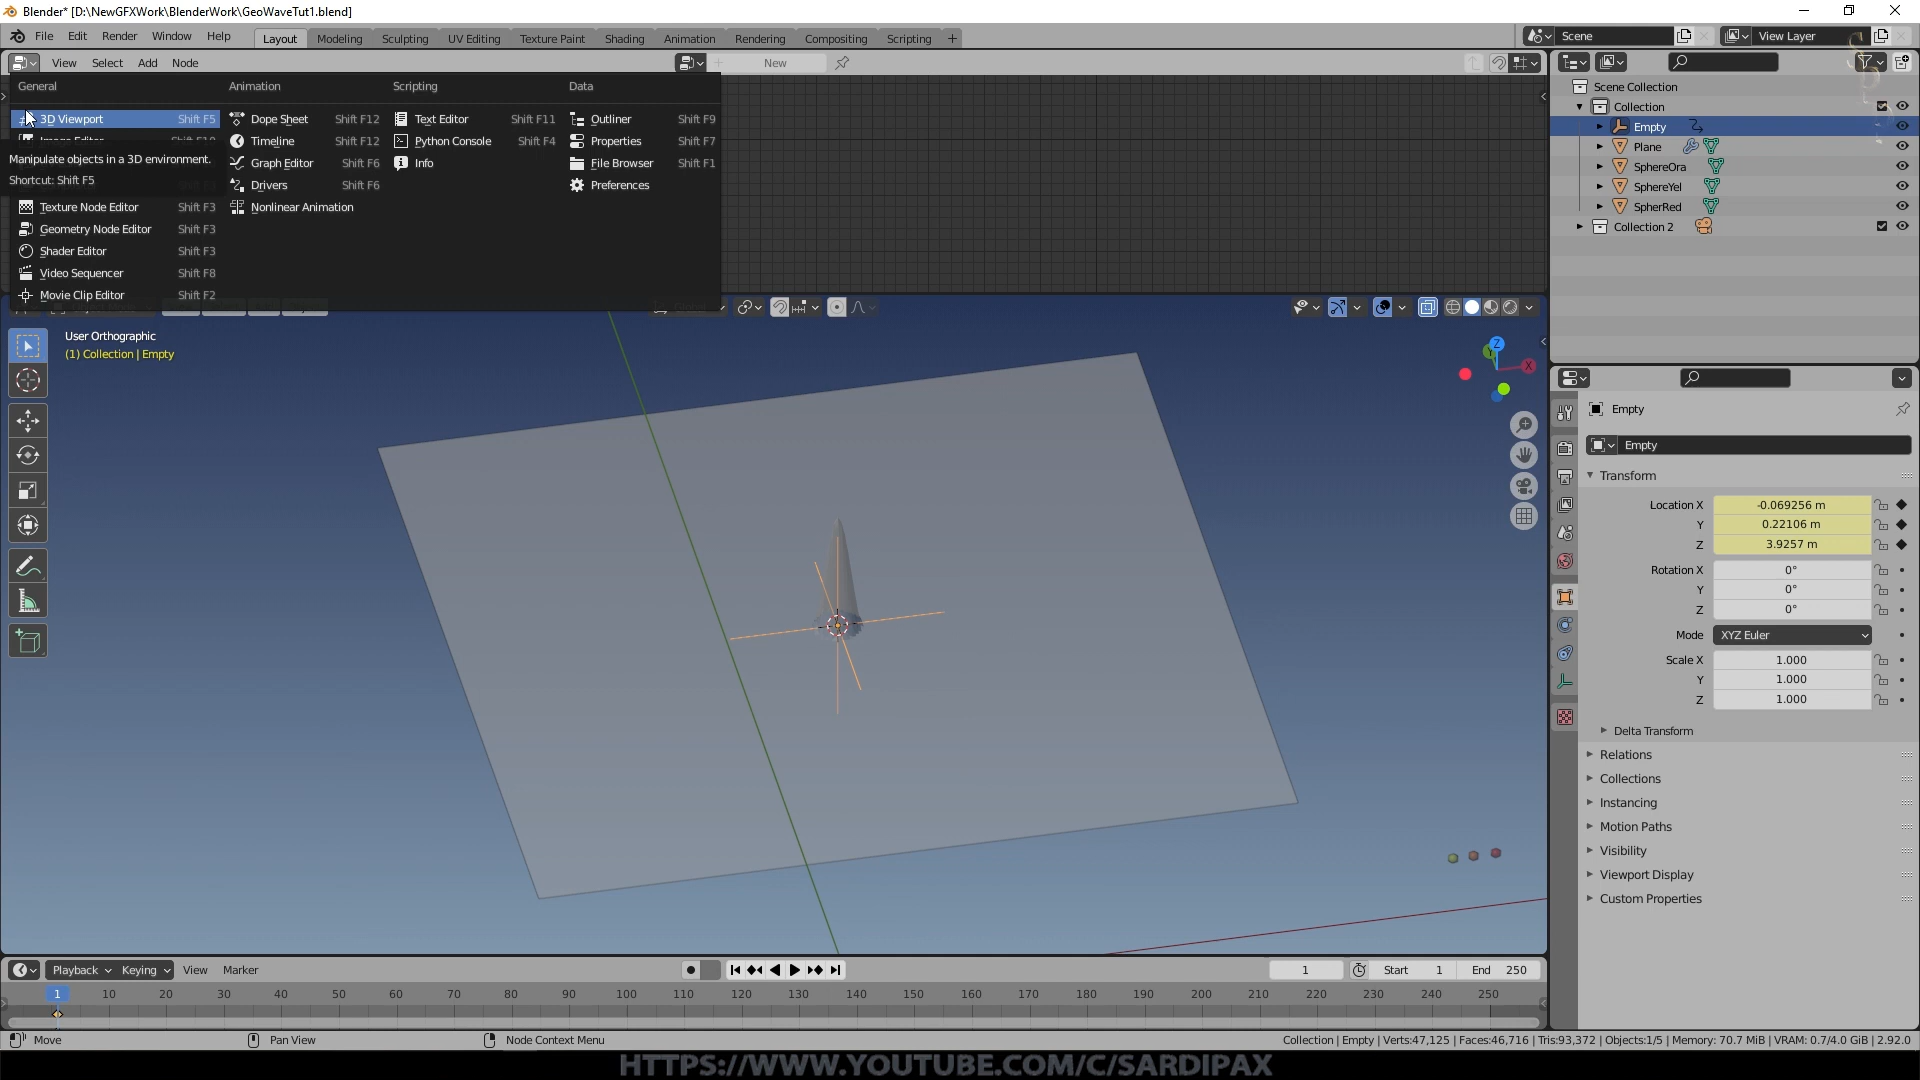 Blender* [D:\NewGFXWork\BlenderWork\GeoWaveTut1.blend]
File Edit Render Window Help
Layout Modeling Sculpting UV Editing Texture Paint Shading Animation Rendering Compositing Scripting +
Scene
View Layer
View Select Add Node
New
General
3D Viewport Shift F5
Manipulate objects in a 3D environment.
Shortcut: Shift F5
Texture Node Editor Shift F3
Geometry Node Editor Shift F3
Shader Editor Shift F3
Video Sequencer Shift F8
Movie Clip Editor Shift F2
Animation
Dope Sheet Shift F12
Timeline Shift F12
Graph Editor Shift F6
Drivers Shift F6
Nonlinear Animation
Scripting
Text Editor Shift F11
Python Console Shift F4
Info
Data
Outliner Shift F9
Properties Shift F7
File Browser Shift F1
Preferences
Scene Collection
Collection
Empty
Plane
SphereOra
SphereYel
SpherRed
Collection 2
User Orthographic
(1) Collection | Empty
Z
Y
X
Empty
Empty
Transform
Location X -0.069256 m
Y 0.22106 m
Z 3.9257 m
Rotation X 0°
Y 0°
Z 0°
Mode XYZ Euler
Scale X 1.000
Y 1.000
Z 1.000
Delta Transform
Relations
Collections
Instancing
Motion Paths
Visibility
Viewport Display
Custom Properties
Playback Keying View Marker
1
Start 1
End 250
1 10 20 30 40 50 60 70 80 90 100 110 120 130 140 150 160 170 180 190 200 210 220 230 240 250
Move
Pan View
Node Context Menu
Collection | Empty | Verts:47,125 | Faces:46,716 | Tris:93,372 | Objects:1/5 | Memory: 70.7 MiB | VRAM: 0.7/4.0 GiB | 2.92.0
HTTPS://WWW.YOUTUBE.COM/C/SARDIPAX